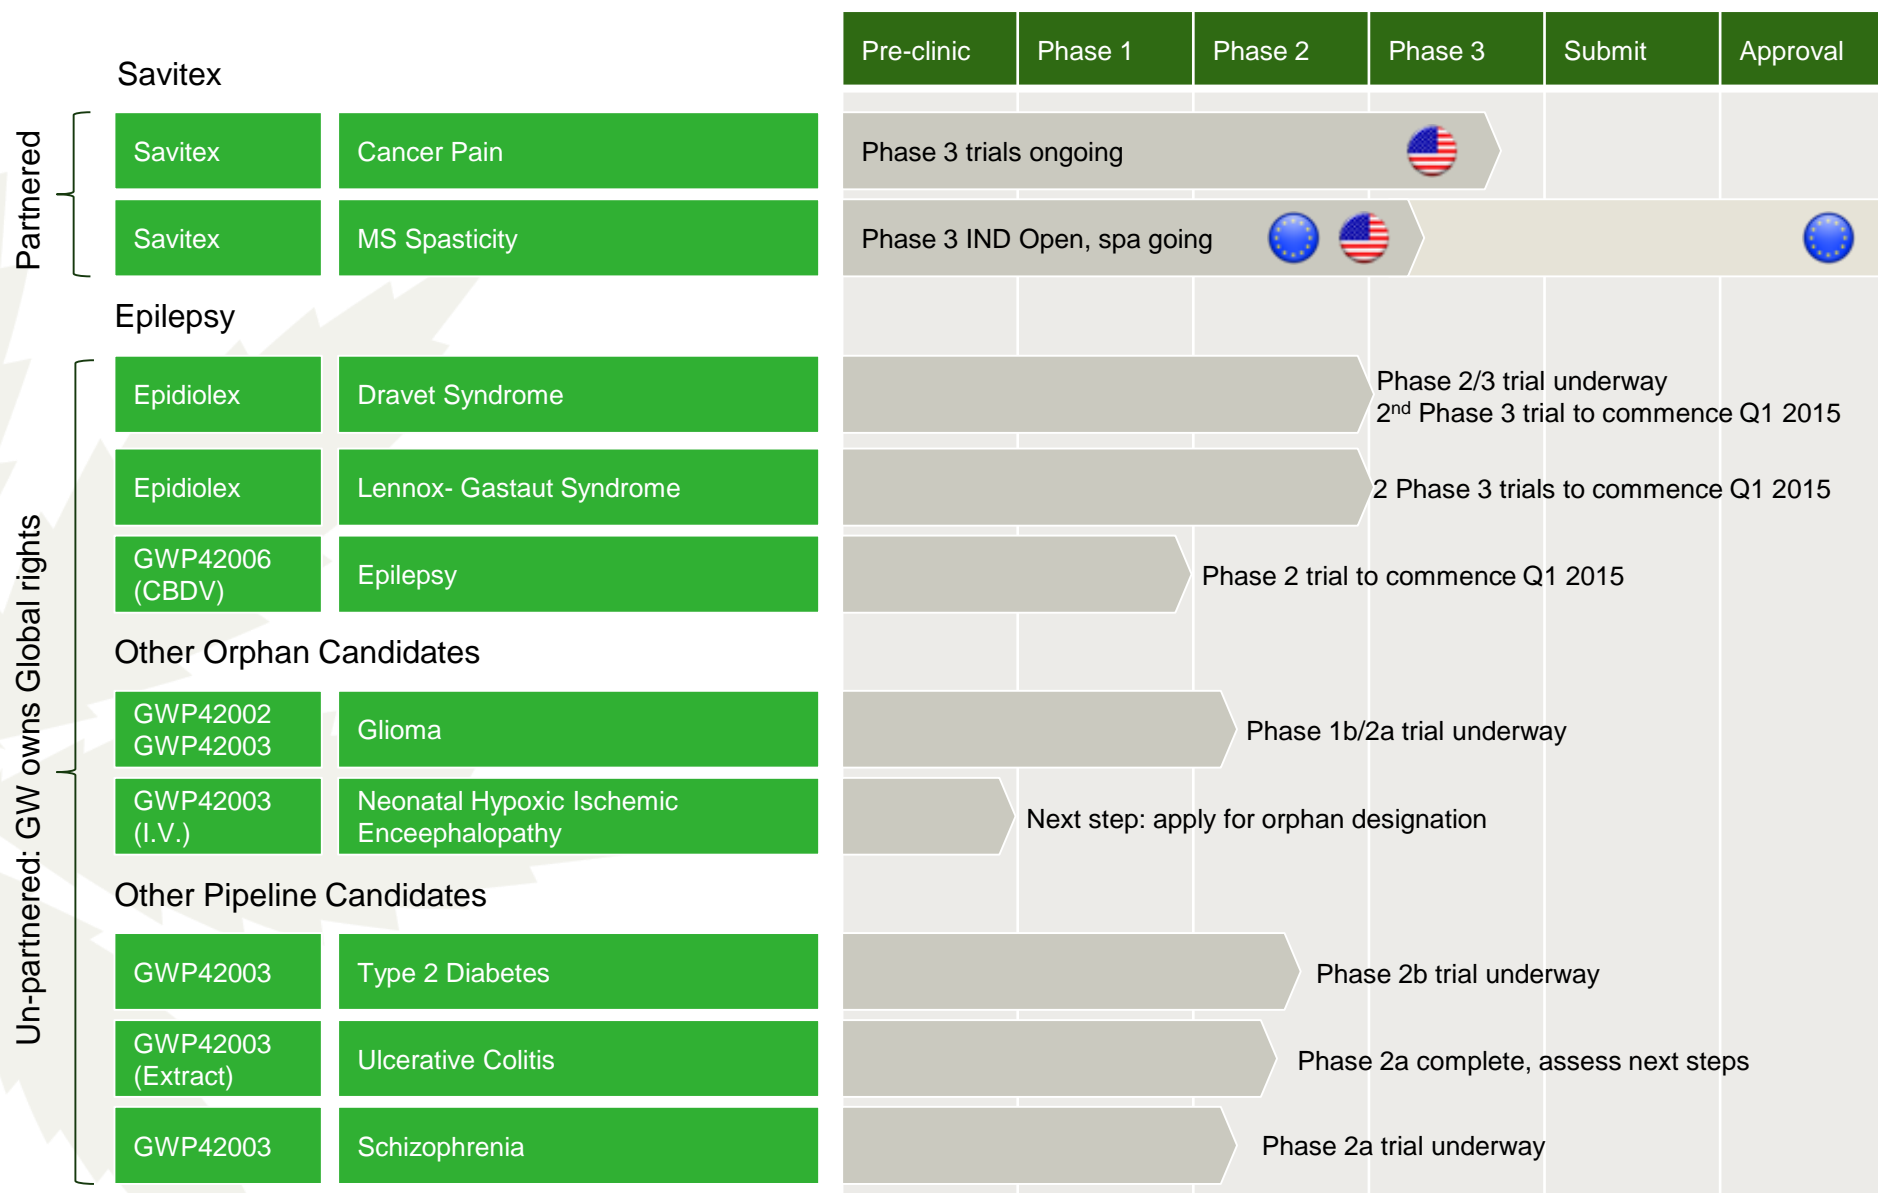 Pre-clinic
Phase 1
Phase 2
Phase 3
Submit
Approval
Savitex
Partnered
Savitex
Cancer Pain
Phase 3 trials ongoing
Savitex
MS Spasticity
Phase 3 IND Open, spa going
Epilepsy
Un-partnered: GW owns Global rights
Epidiolex
Dravet Syndrome
Phase 2/3 trial underway
2nd Phase 3 trial to commence Q1 2015
Epidiolex
Lennox- Gastaut Syndrome
2 Phase 3 trials to commence Q1 2015
GWP42006
(CBDV)
Epilepsy
Phase 2 trial to commence Q1 2015
Other Orphan Candidates
GWP42002
GWP42003
Glioma
Phase 1b/2a trial underway
GWP42003
(I.V.)
Neonatal Hypoxic Ischemic
Enceephalopathy
Next step: apply for orphan designation
Other Pipeline Candidates
GWP42003
Type 2 Diabetes
Phase 2b trial underway
GWP42003
(Extract)
Ulcerative Colitis
Phase 2a complete, assess next steps
GWP42003
Schizophrenia
Phase 2a trial underway